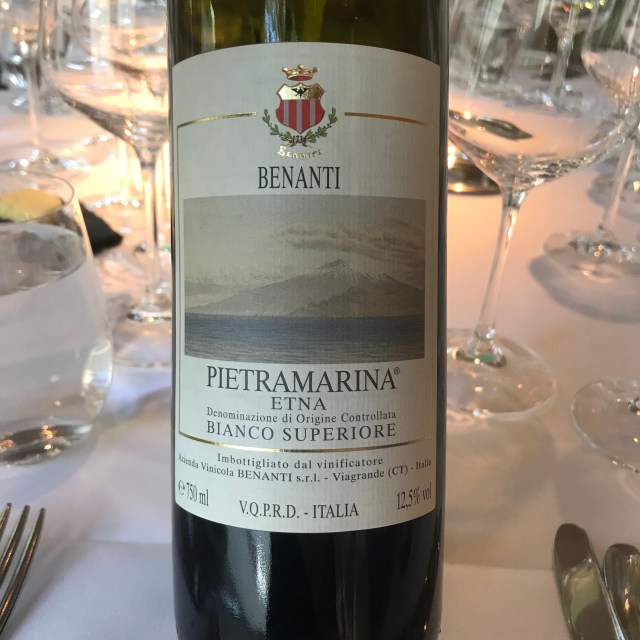 Benanti
BENANTI
PIETRAMARINA®
ETNA
Denominazione di Origine Controllata
BIANCO SUPERIORE
Imbottigliato dal vinificatore
Azienda Vinicola BENANTI s.r.l. - Viagrande (CT) - Italia
℮ 750 ml
V.Q.P.R.D. - ITALIA
12,5% vol